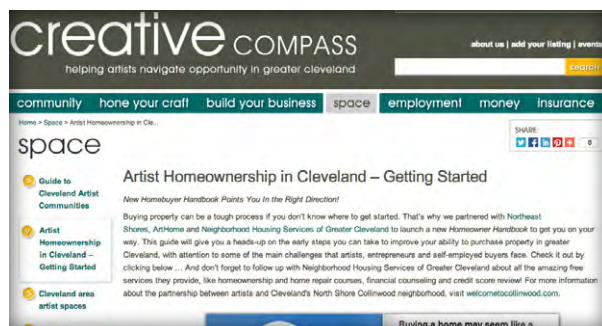 creative COMPASS
about us | add your listing | events
helping artists navigate opportunity in greater cleveland
search
community hone your craft build your business space employment money insurance
Home > Space > Artist Homeownership in Cle...
SHARE:
0
space
Artist Homeownership in Cleveland – Getting Started
New Homebuyer Handbook Points You In the Right Direction!
Buying property can be a tough process if you don't know where to get started. That's why we partnered with Northeast
Shores, ArtHome and Neighborhood Housing Services of Greater Cleveland to launch a new Homeowner Handbook to get you on your
way. This guide will give you a heads-up on the early steps you can take to improve your ability to purchase property in greater
Cleveland, with attention to some of the main challenges that artists, entrepreneurs and self-employed buyers face. Check it out by
clicking below ... And don't forget to follow up with Neighborhood Housing Services of Greater Cleveland about all the amazing free
services they provide, like homeownership and home repair courses, financial counseling and credit score review! For more information
about the partnership between artists and Cleveland's North Shore Collinwood neighborhood, visit welcometocollinwood.com.
Guide to
Cleveland Artist
Communities
Artist
Homeownership
in Cleveland –
Getting Started
Cleveland area
artist spaces
Buying a home may seem like a